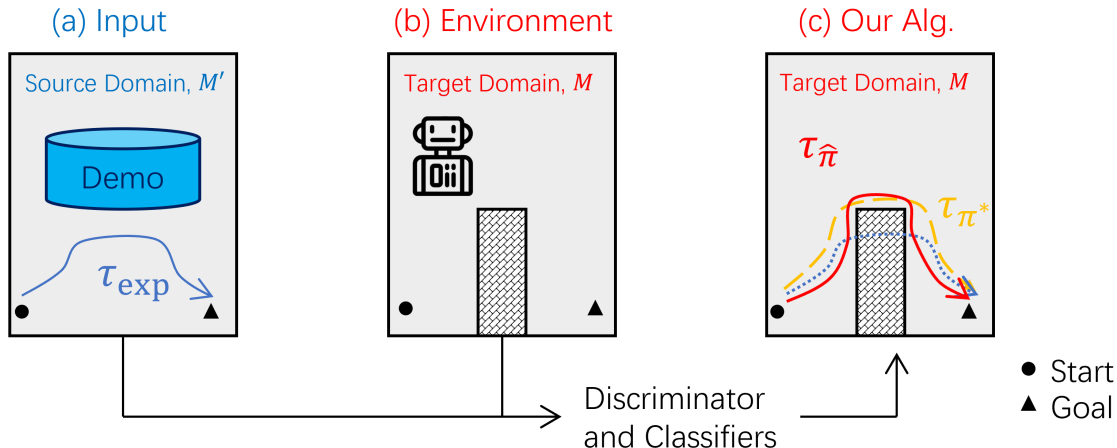 (a) Input
Source Domain, M′
Demo
τ_exp
(b) Environment
Target Domain, M
0ii
(c) Our Alg.
Target Domain, M
τ_π̂
τ_π*
Discriminator
and Classifiers
Start
Goal